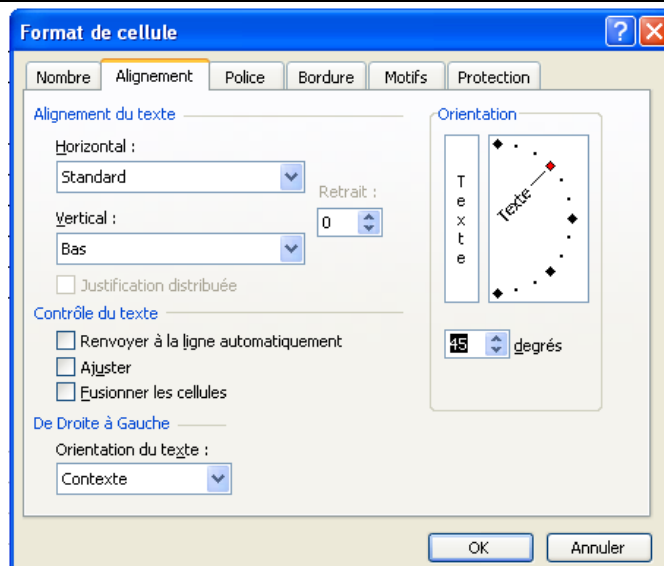 Format de cellule
Nombre Alignement Police Bordure Motifs Protection
Alignement du texte
Horizontal :
Standard
Retrait :
Vertical :
0
Bas
Justification distribuée
Contrôle du texte
Renvoyer à la ligne automatiquement
Ajuster
Fusionner les cellules
De Droite à Gauche
Orientation du texte :
Contexte
Orientation
T
e
x
t
e
Texte
45 degrés
OK Annuler